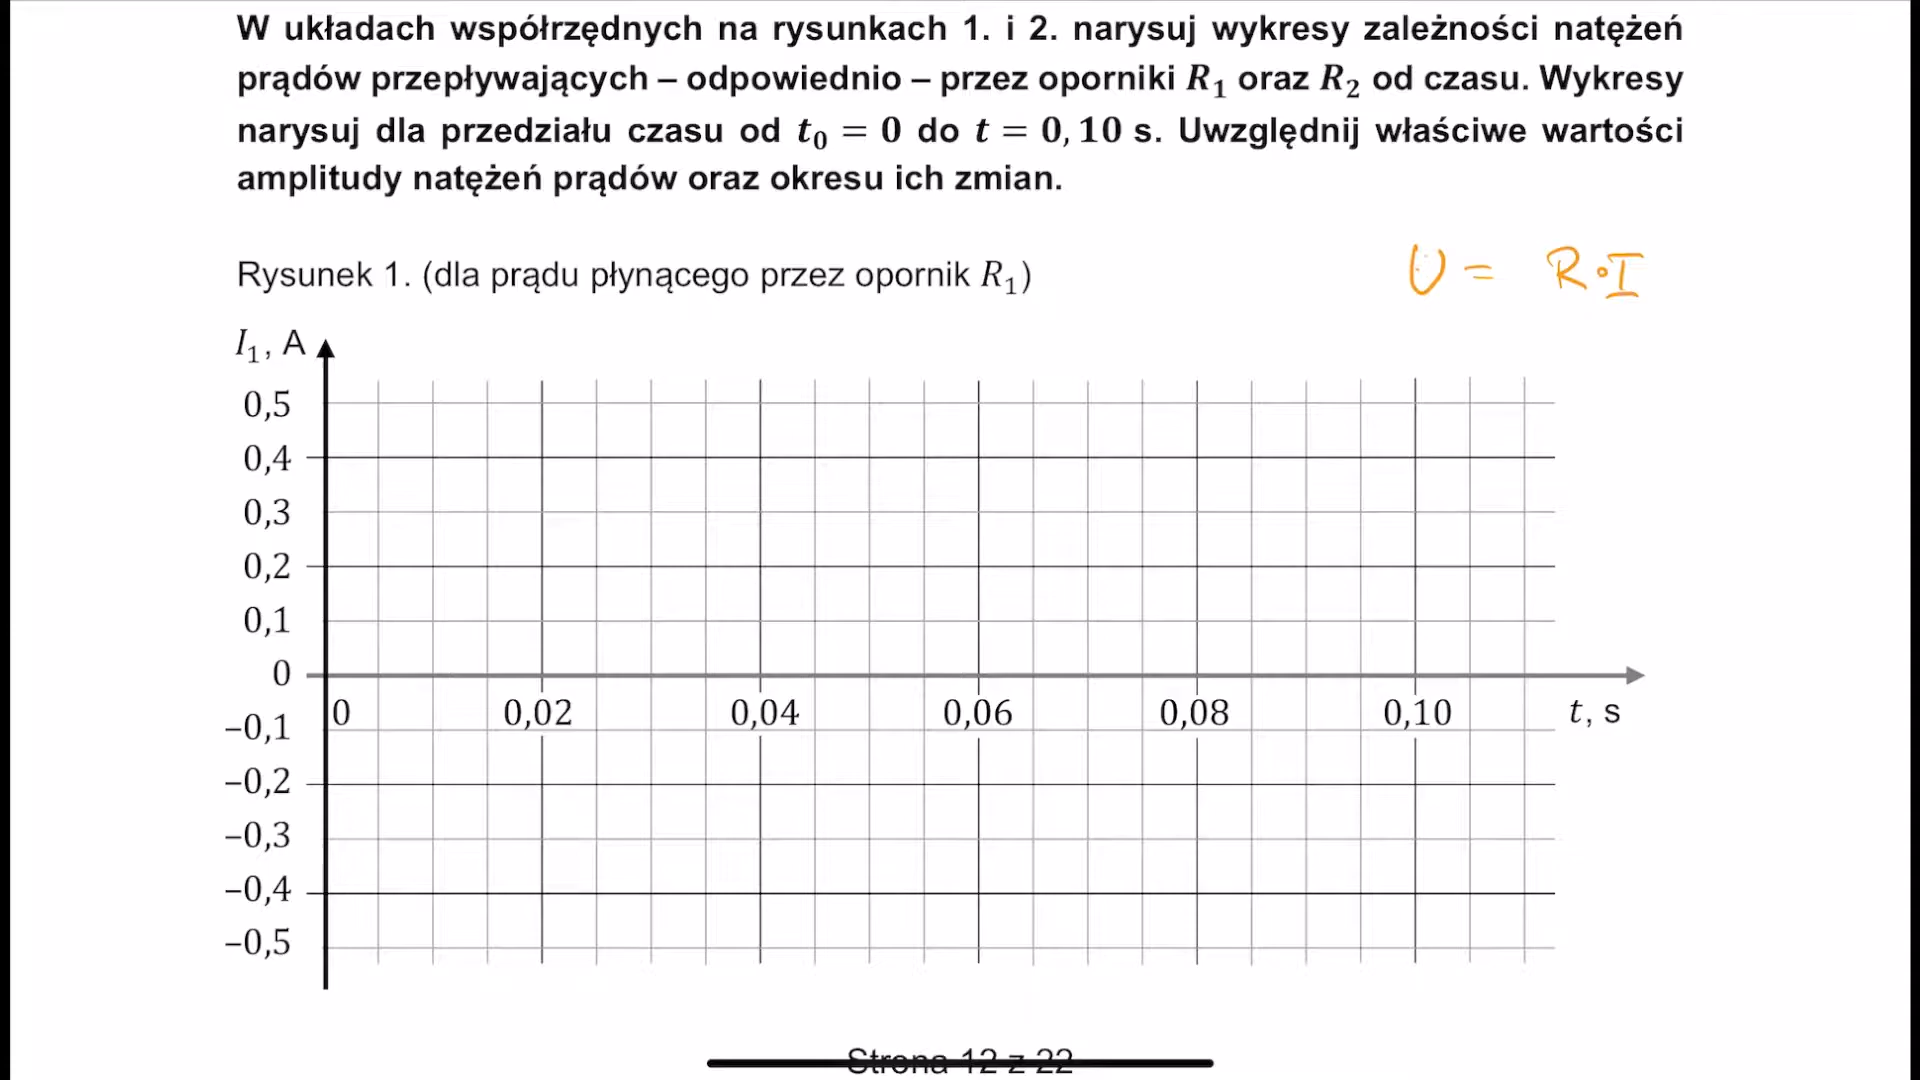 W układach współrzędnych na rysunkach 1. i 2. narysuj wykresy zależności natężeń
prądów przepływających – odpowiednio – przez oporniki R₁ oraz R₂ od czasu. Wykresy
narysuj dla przedziału czasu od t₀ = 0 do t = 0,10 s. Uwzględnij właściwe wartości
amplitudy natężeń prądów oraz okresu ich zmian.
Rysunek 1. (dla prądu płynącego przez opornik R₁)
U = R·I
I₁, A
0,5
0,4
0,3
0,2
0,1
0
0 0,02 0,04 0,06 0,08 0,10 t, s
–0,1
–0,2
–0,3
–0,4
–0,5
Strona 12 z 22